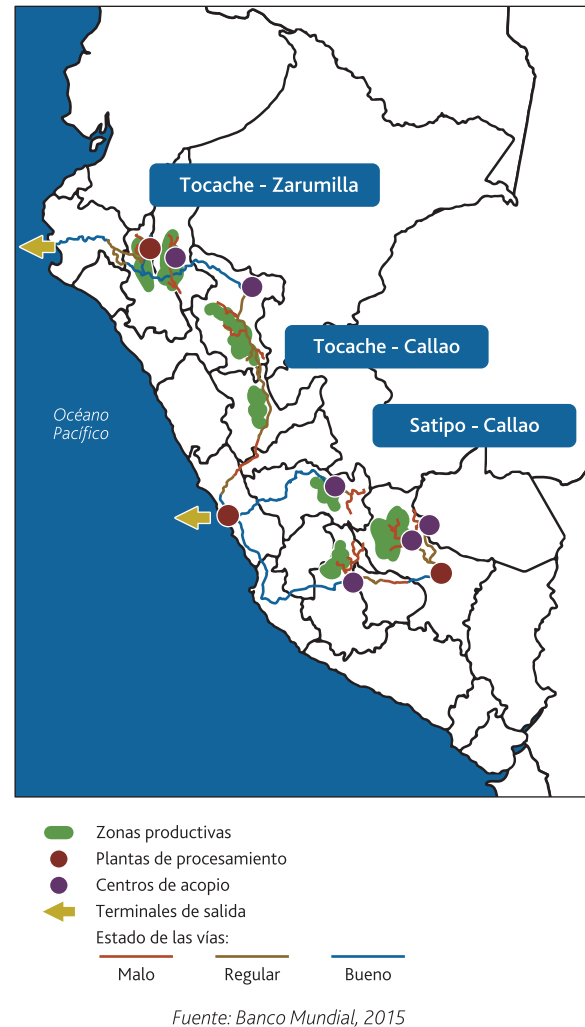 Tocache - Zarumilla
Tocache - Callao
Satipo - Callao
Océano
Pacífico
Zonas productivas
Plantas de procesamiento
Centros de acopio
Terminales de salida
Estado de las vías:
Malo
Regular
Bueno
Fuente: Banco Mundial, 2015